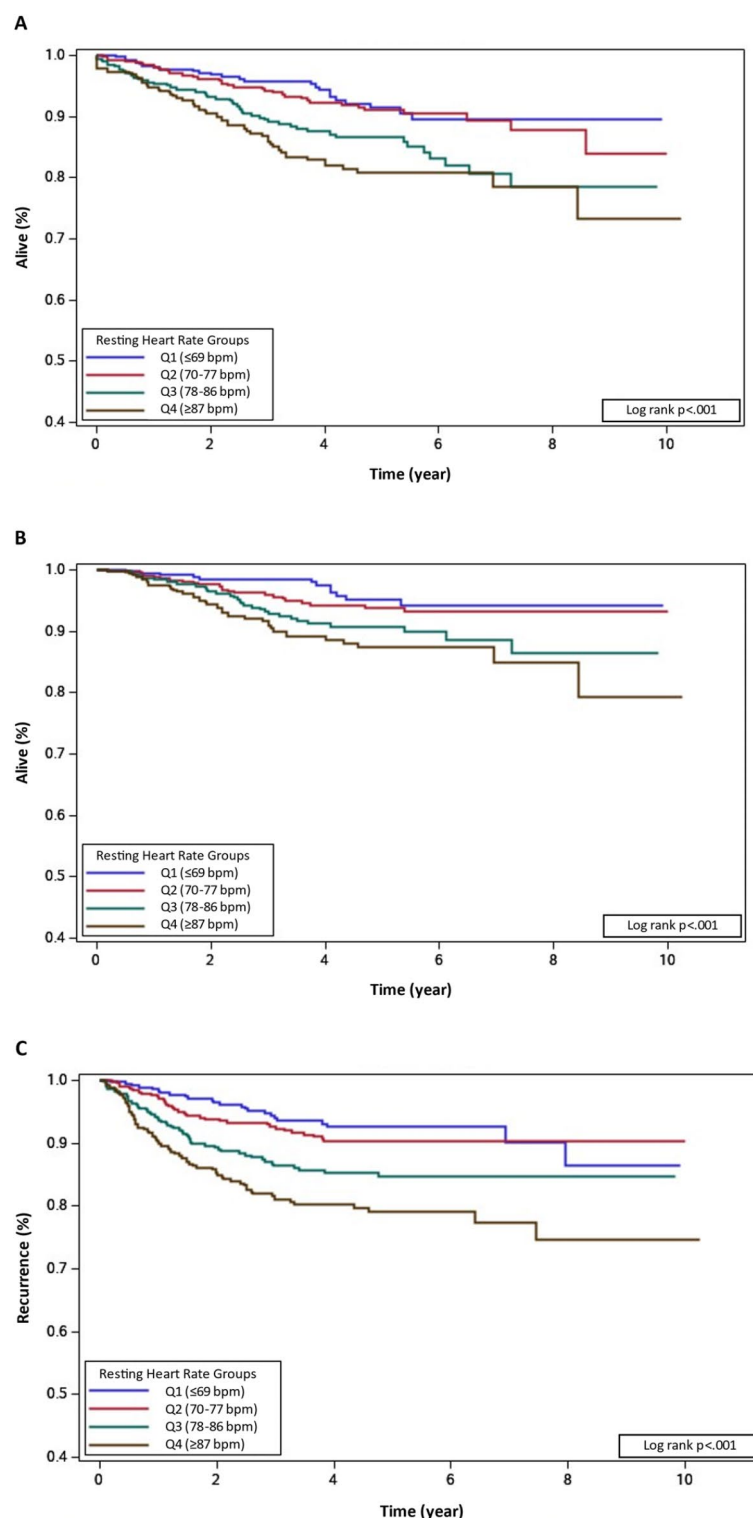 A
1.0
0.9
0.8
0.7
0.6
0.5
0.4
Alive (%)
Resting Heart Rate Groups
Q1 (≤69 bpm)
Q2 (70-77 bpm)
Q3 (78-86 bpm)
Q4 (≥87 bpm)
Log rank p<.001
0 2 4 6 8 10
Time (year)
B
1.0
0.9
0.8
0.7
0.6
0.5
0.4
Alive (%)
Resting Heart Rate Groups
Q1 (≤69 bpm)
Q2 (70-77 bpm)
Q3 (78-86 bpm)
Q4 (≥87 bpm)
Log rank p<.001
0 2 4 6 8 10
Time (year)
C
1.0
0.9
0.8
0.7
0.6
0.5
0.4
Recurrence (%)
Resting Heart Rate Groups
Q1 (≤69 bpm)
Q2 (70-77 bpm)
Q3 (78-86 bpm)
Q4 (≥87 bpm)
Log rank p<.001
0 2 4 6 8 10
Time (year)